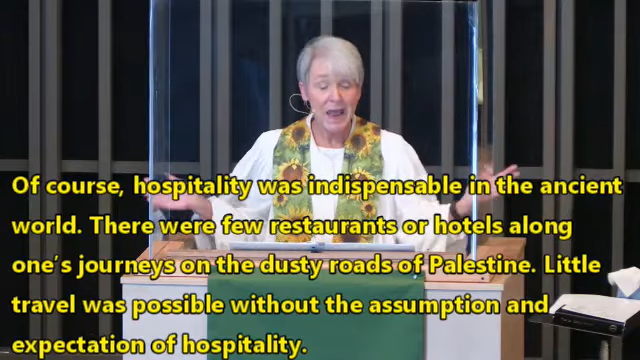 Of course, hospitality was indispensable in the ancient
world. There were few restaurants or hotels along
one's journeys on the dusty roads of Palestine. Little
travel was possible without the assumption and
expectation of hospitality.